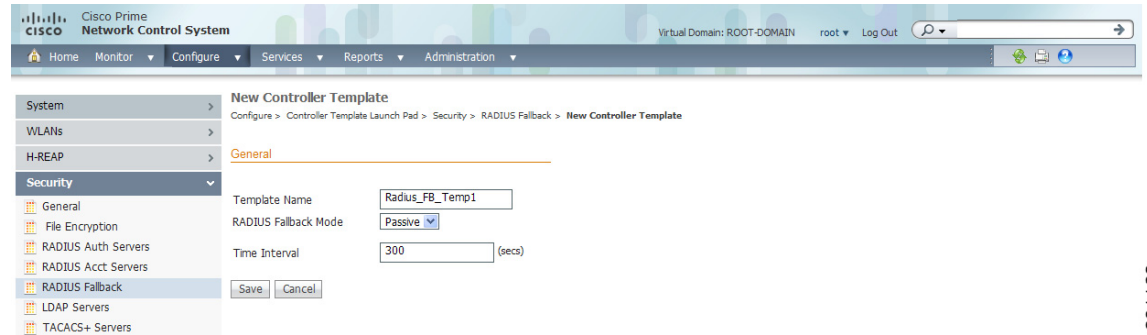 Cisco Prime
CISCO Network Control System
Virtual Domain: ROOT-DOMAIN root Log Out
Home Monitor Configure Services Reports Administration
System
WLANs
H-REAP
Security
General
File Encryption
RADIUS Auth Servers
RADIUS Acct Servers
RADIUS Fallback
LDAP Servers
TACACS+ Servers
New Controller Template
Configure > Controller Template Launch Pad > Security > RADIUS Fallback > New Controller Template
General
Template Name Radius_FB_Temp1
RADIUS Fallback Mode Passive
Time Interval 300 (secs)
Save Cancel